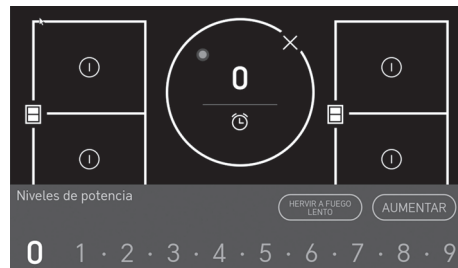 0
Niveles de potencia
HERVIR A FUEGO
LENTO
AUMENTAR
0 1 · 2 · 3 · 4 · 5 · 6 · 7 · 8 · 9